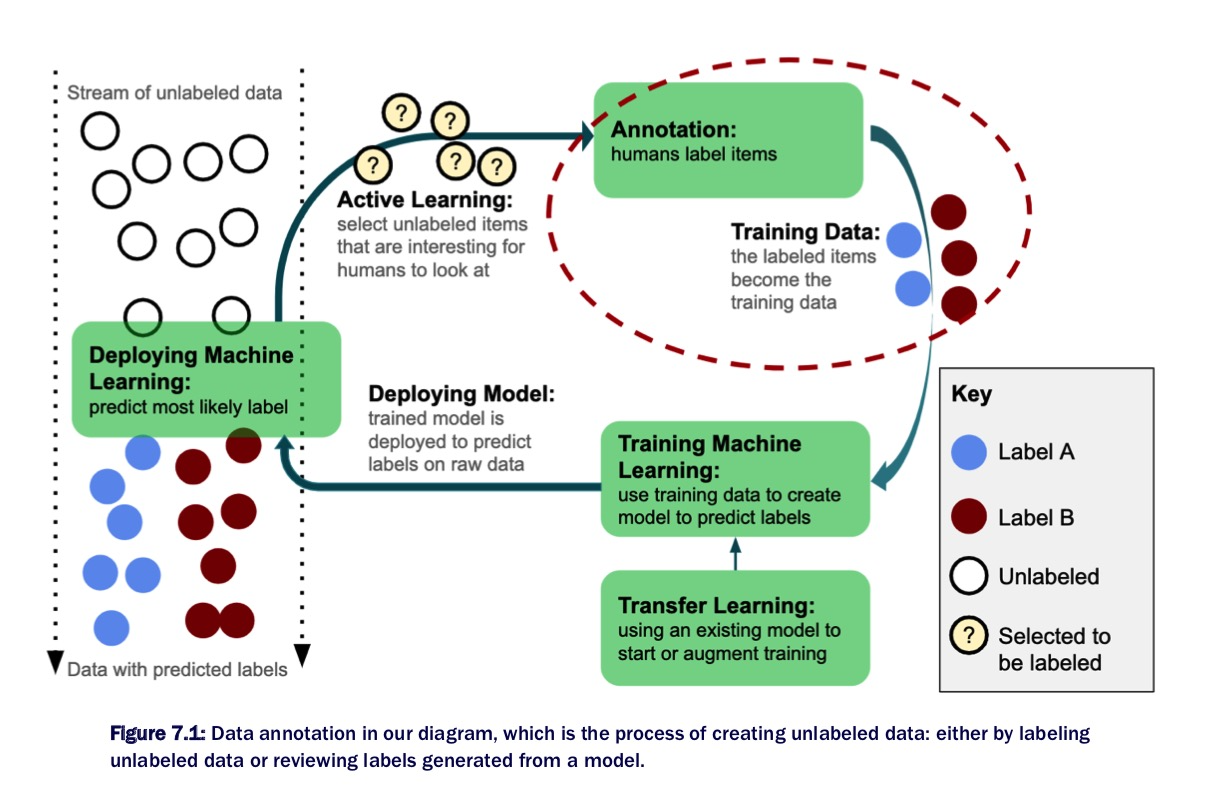 Stream of unlabeled data
?
?
?
?
?
Active Learning:
select unlabeled items
that are interesting for
humans to look at
Annotation:
humans label items
Training Data:
the labeled items
become the
training data
Deploying Machine
Learning:
predict most likely label
Deploying Model:
trained model is
deployed to predict
labels on raw data
Training Machine
Learning:
use training data to create
model to predict labels
Transfer Learning:
using an existing model to
start or augment training
Data with predicted labels
Key
Label A
Label B
Unlabeled
?
Selected to
be labeled
Figure 7.1: Data annotation in our diagram, which is the process of creating unlabeled data: either by labeling
unlabeled data or reviewing labels generated from a model.